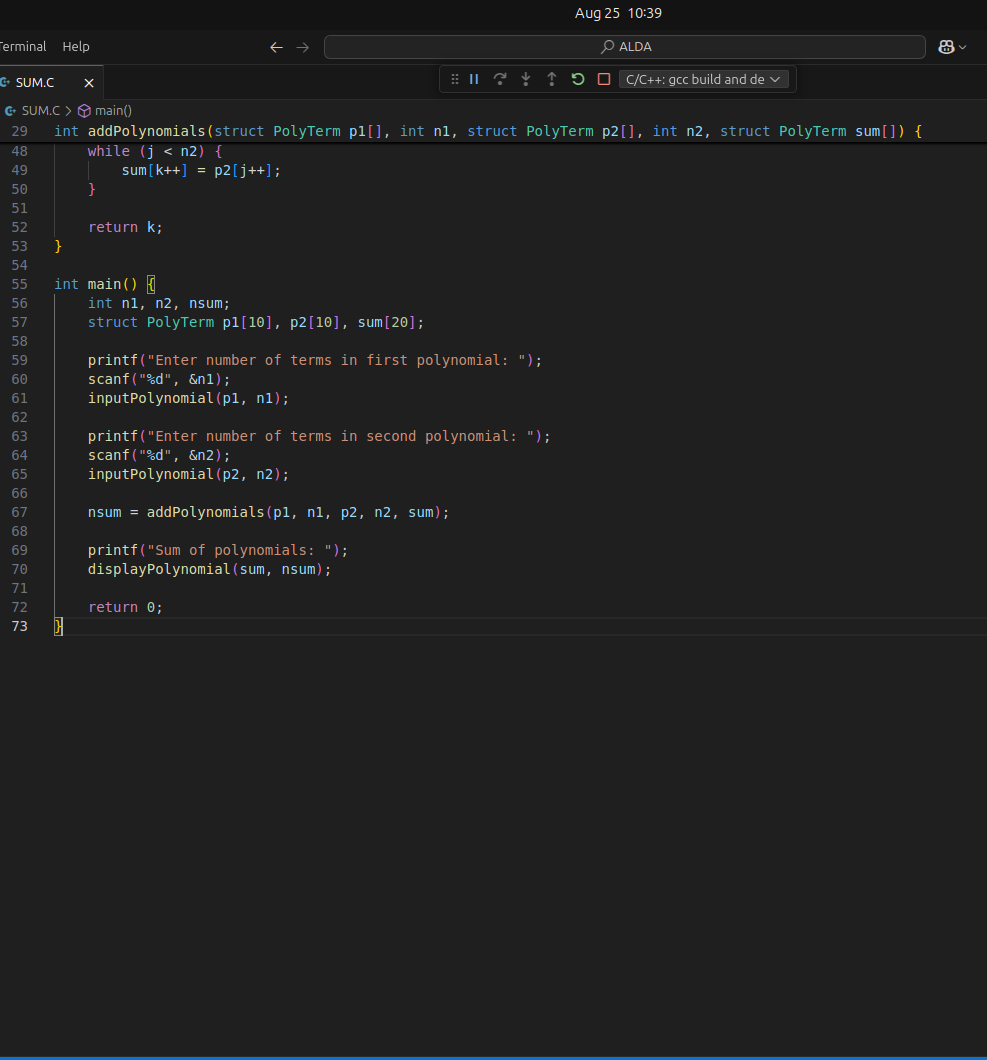 Aug 25 10:39
Terminal Help
ALDA
SUM.C
C/C++: gcc build and de
SUM.C > main()
29 int addPolynomials(struct PolyTerm p1[], int n1, struct PolyTerm p2[], int n2, struct PolyTerm sum[]) {
48     while (j < n2) {
49         sum[k++] = p2[j++];
50     }
51
52     return k;
53 }
54
55 int main() {
56     int n1, n2, nsum;
57     struct PolyTerm p1[10], p2[10], sum[20];
58
59     printf("Enter number of terms in first polynomial: ");
60     scanf("%d", &n1);
61     inputPolynomial(p1, n1);
62
63     printf("Enter number of terms in second polynomial: ");
64     scanf("%d", &n2);
65     inputPolynomial(p2, n2);
66
67     nsum = addPolynomials(p1, n1, p2, n2, sum);
68
69     printf("Sum of polynomials: ");
70     displayPolynomial(sum, nsum);
71
72     return 0;
73 }